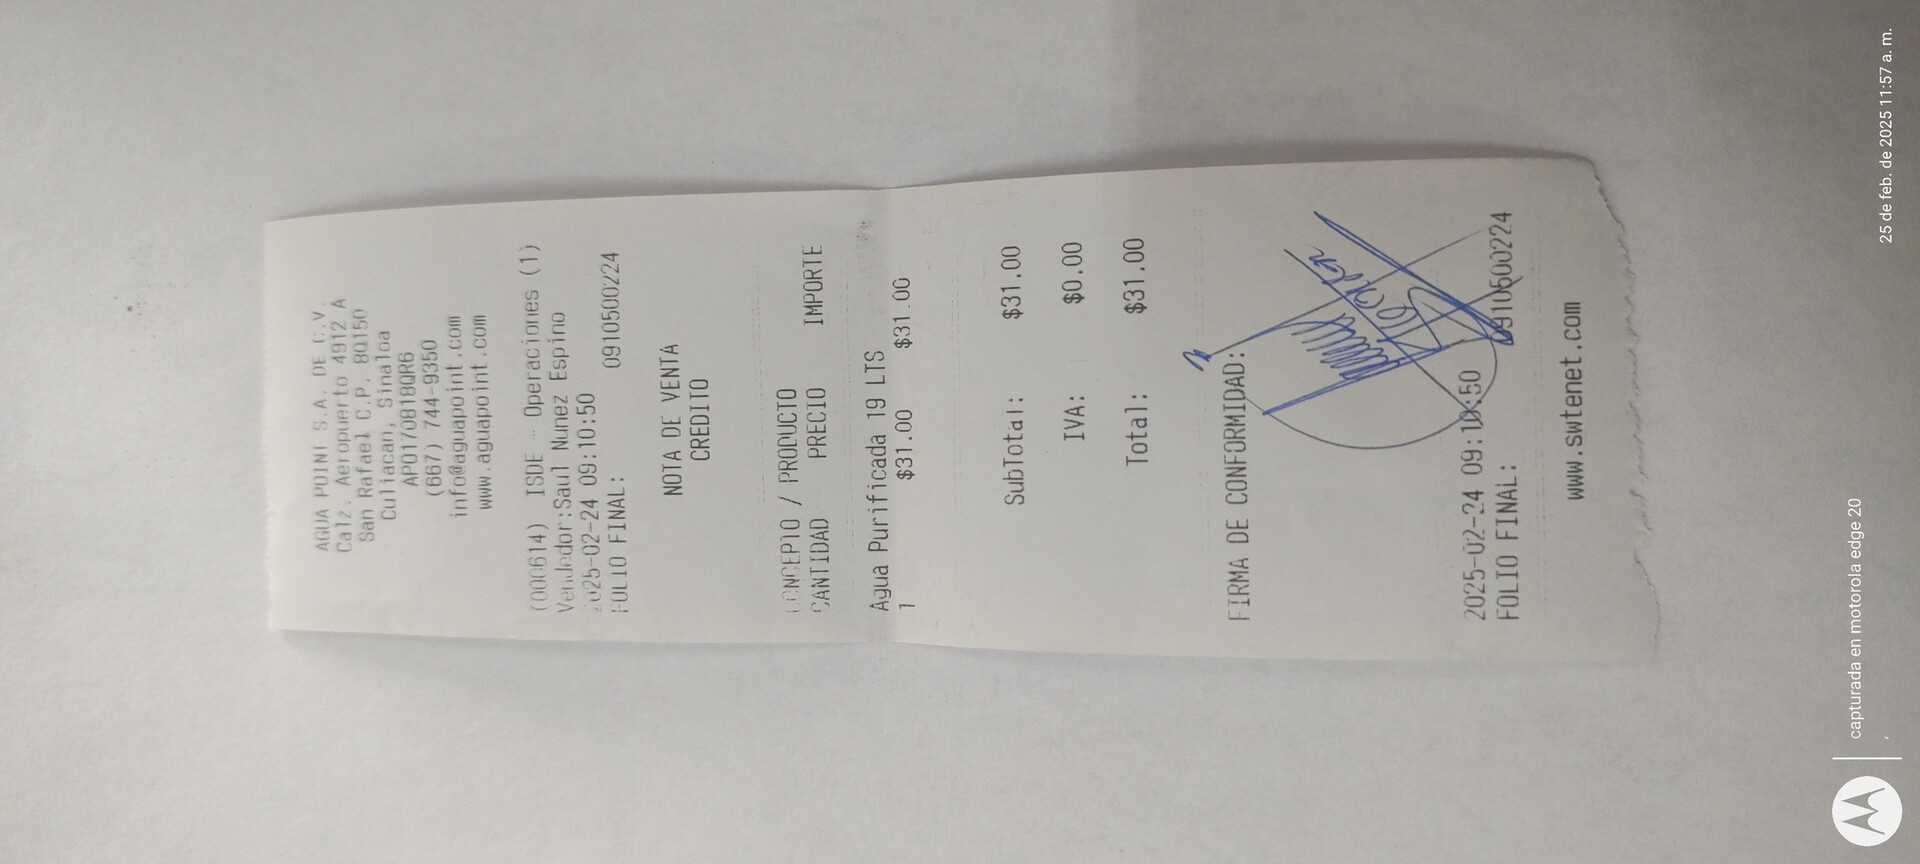 AGUA POINT S.A. DE C.V.
Calz. Aeropuerto 4912 A
San Rafael C.P. 80150
Culiacan, Sinaloa
APO170818QR6
(667) 744-9350
info@aguapoint.com
www.aguapoint.com
(000614) ISDE - Operaciones (1)
Vendedor:Saul Nunez Espino
2025-02-24 09:10:50
FOLIO FINAL: 0910500224
NOTA DE VENTA
CREDITO
CONCEPTO / PRODUCTO
CANTIDAD PRECIO IMPORTE
Agua Purificada 19 LTS
1 $31.00 $31.00
SubTotal: $31.00
IVA: $0.00
Total: $31.00
FIRMA DE CONFORMIDAD:
2025-02-24 09:10:50
FOLIO FINAL: 0910500224
www.swtenet.com
capturada en motorola edge 20
,
25 de feb. de 2025 11:57 a. m.